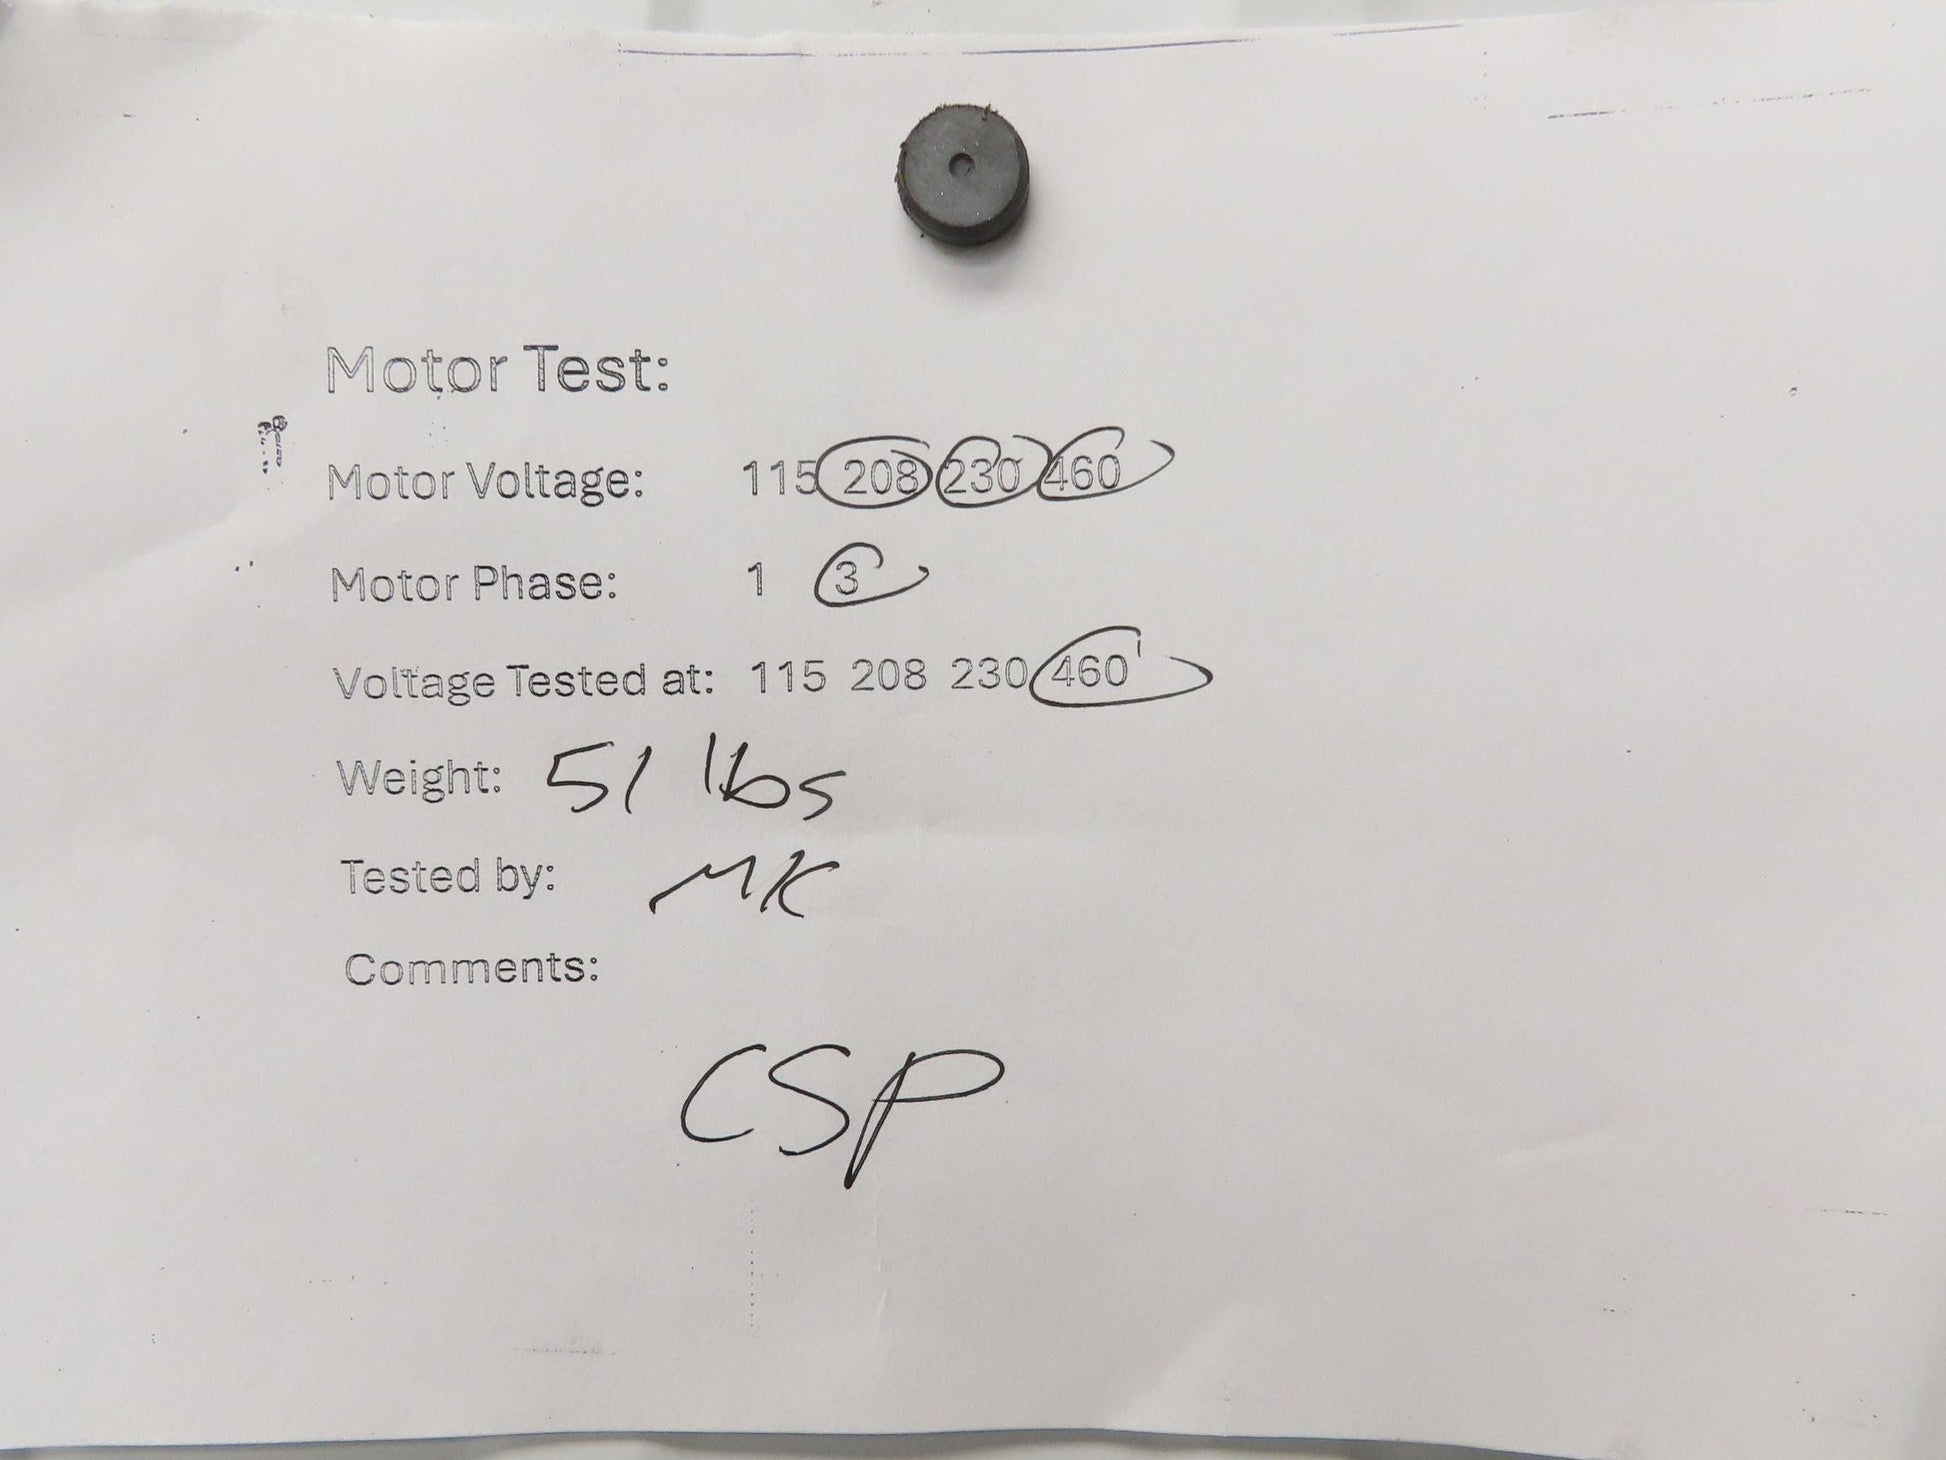 Motor Test:
Motor Voltage: 115 208 230 460
Motor Phase: 1 3
Voltage Tested at: 115 208 230 460
Weight: 51 lbs
Tested by: MK
Comments:
CSP